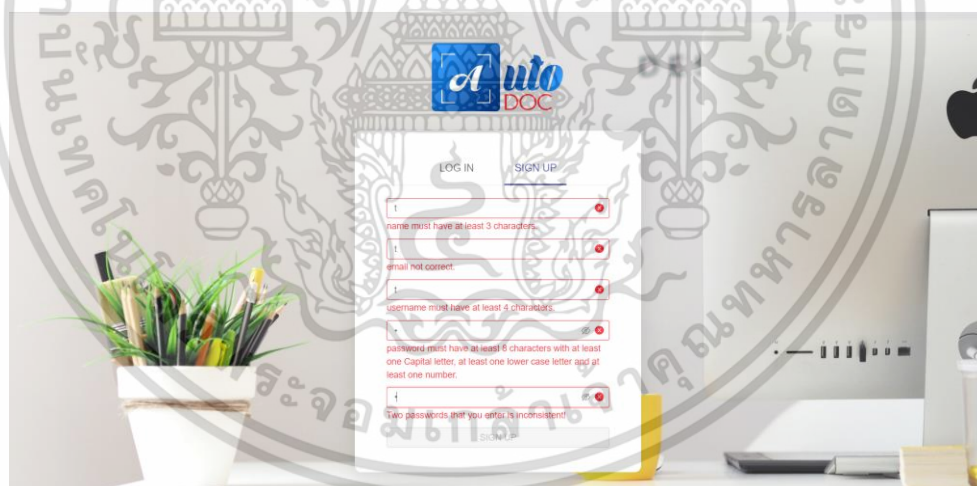 Auto
DOC
LOG IN
SIGN UP
t
name must have at least 3 characters.
t
email not correct.
t
username must have at least 4 characters.
password must have at least 8 characters with at least
one Capital letter, at least one lower case letter and at
least one number.
Two passwords that you enter is inconsistent!
SIGN UP